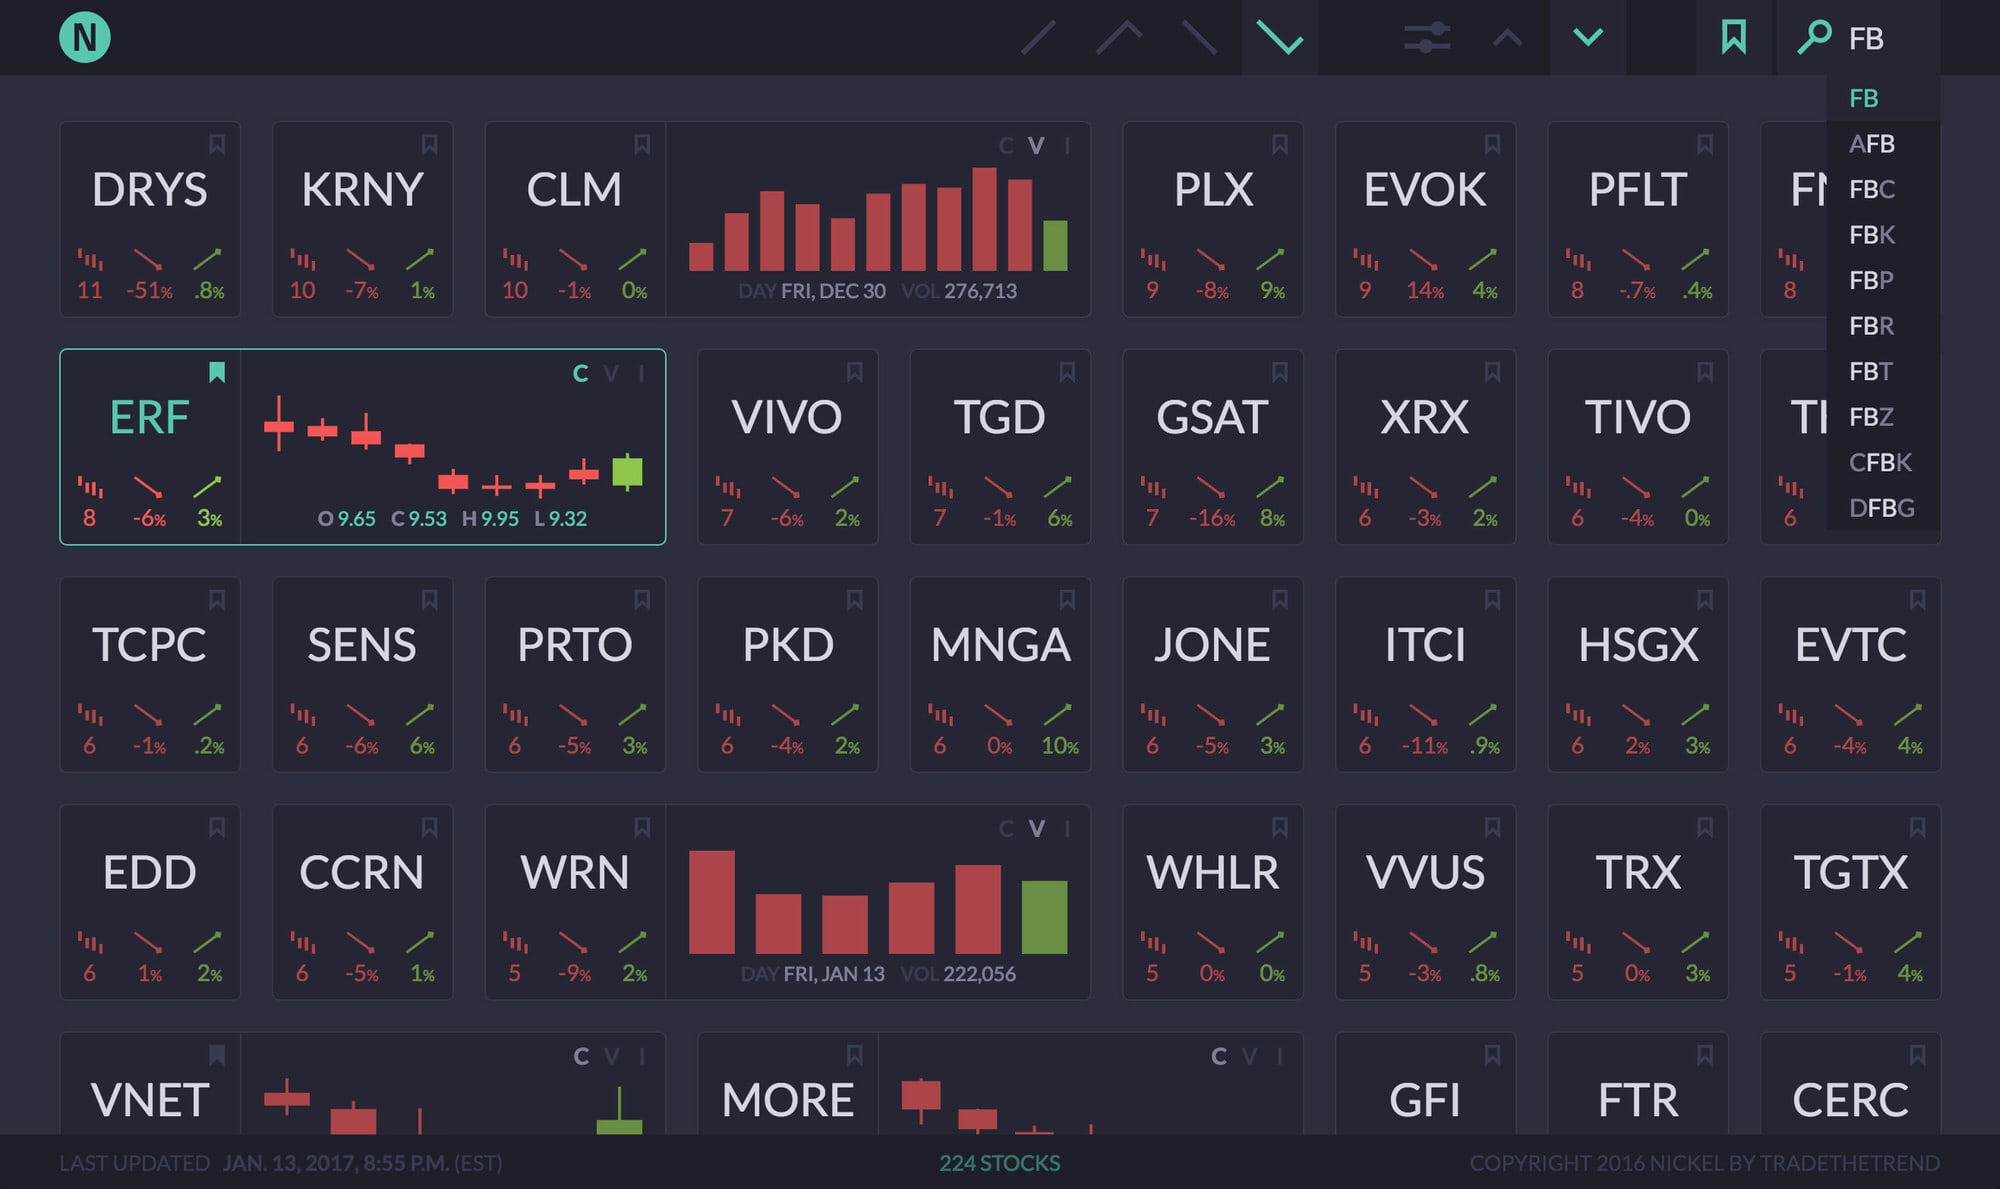 N FB
FB
AFB
FBC
FBK
FBP
FBR
FBT
FBZ
CFBK
DFBG
DRYS
11 -51% .8%
KRNY
10 -7% 1%
CLM
10 -1% 0%
C V I
DAY FRI, DEC 30 VOL 276,713
PLX
9 -8% 9%
EVOK
9 14% 4%
PFLT
8 -.7% .4%
8
ERF
8 -6% 3%
C V I
O 9.65 C 9.53 H 9.95 L 9.32
VIVO
7 -6% 2%
TGD
7 -1% 6%
GSAT
7 -16% 8%
XRX
6 -3% 2%
TIVO
6 -4% 0%
6
TCPC
6 -1% .2%
SENS
6 -6% 6%
PRTO
6 -5% 3%
PKD
6 -4% 2%
MNGA
6 0% 10%
JONE
6 -5% 3%
ITCI
6 -11% .9%
HSGX
6 2% 3%
EVTC
6 -4% 4%
EDD
6 1% 2%
CCRN
6 -5% 1%
WRN
5 -9% 2%
C V I
DAY FRI, JAN 13 VOL 222,056
WHLR
5 0% 0%
VVUS
5 -3% .8%
TRX
5 0% 3%
TGTX
5 -1% 4%
VNET
C V I
MORE
C V I
GFI
FTR
CERC
LAST UPDATED JAN. 13, 2017, 8:55 P.M. (EST)
224 STOCKS
COPYRIGHT 2016 NICKEL BY TRADETHETREND